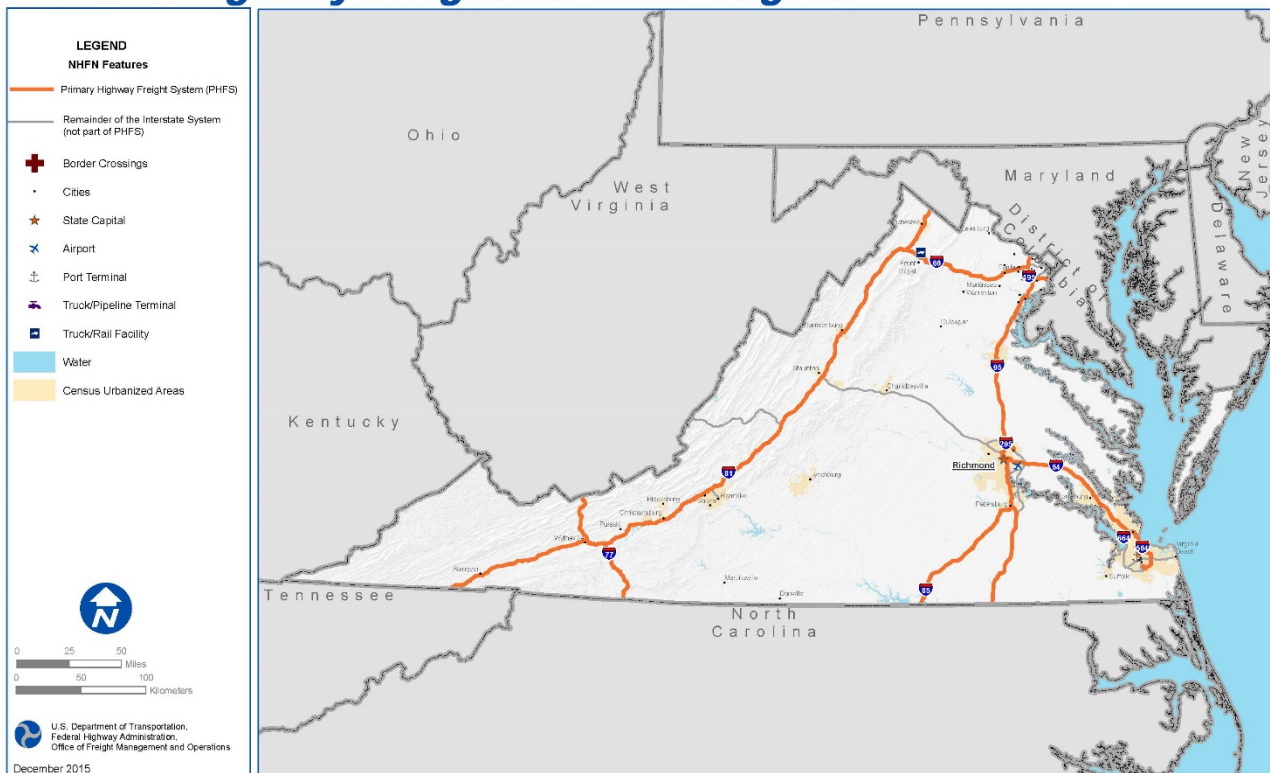 LEGEND
NHFN Features
Primary Highway Freight System (PHFS)
Remainder of the Interstate System
(not part of PHFS)
Border Crossings
Cities
State Capital
Airport
Port Terminal
Truck/Pipeline Terminal
Truck/Rail Facility
Water
Census Urbanized Areas
N
0 25 50
Miles
0 50 100
Kilometers
U.S. Department of Transportation,
Federal Highway Administration,
Office of Freight Management and Operations
December 2015
Pennsylvania
Ohio
New
Jersey
Maryland
West
Virginia
Delaware
District of
Columbia
Leesburg
Front
Royal
66
495
Manassas
Warrenton
Culpeper
Harrisonburg
95
Staunton
Charlottesville
Kentucky
295
Richmond
64
81
Lynchburg
Blacksburg
Roanoke
Salem
Christiansburg
Petersburg
Pulaski
Wytheville
664
564
Virginia
Beach
77
Abingdon
Suffolk
Martinsville
85
Danville
Tennessee
North
Carolina